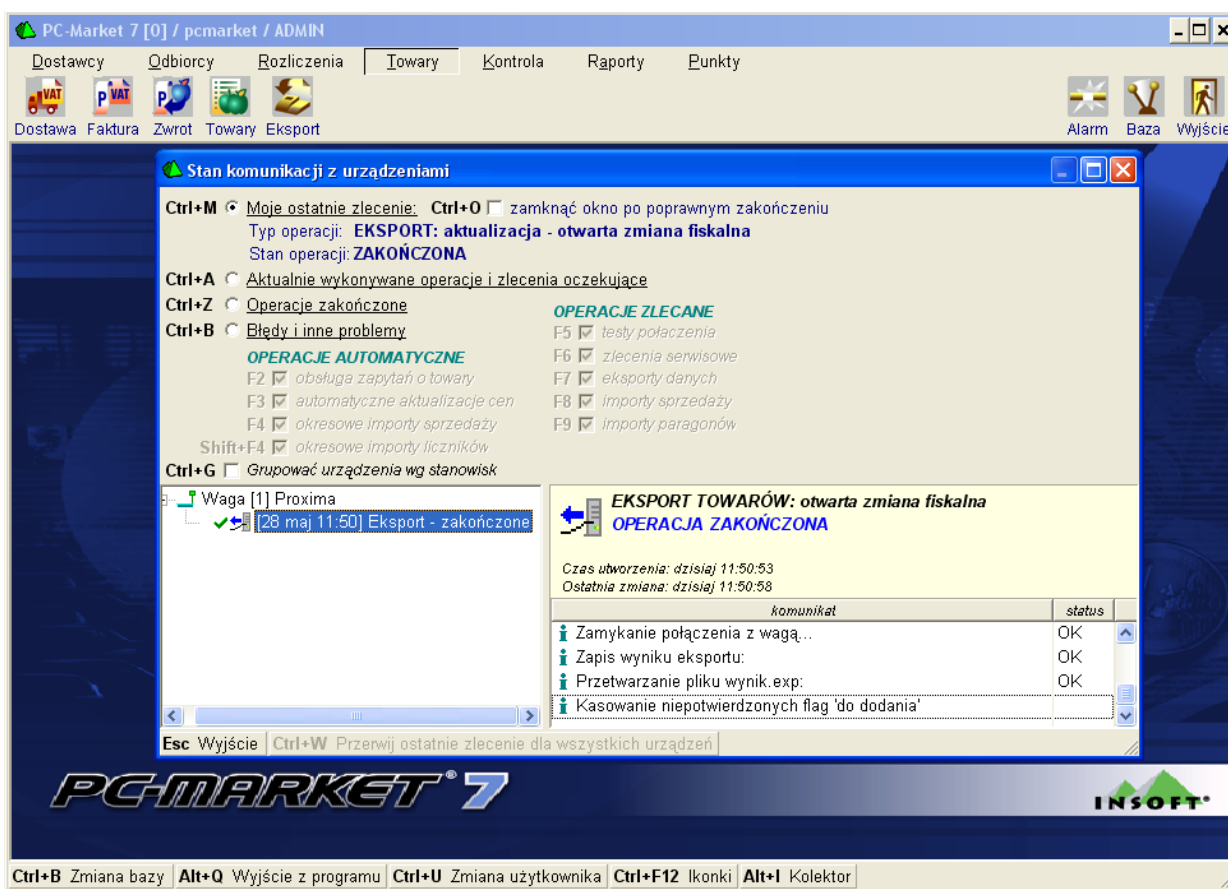 PC-Market 7 [0] / pcmarket / ADMIN
Dostawcy Odbiorcy Rozliczenia Towary Kontrola Raporty Punkty
VAT P VAT P
Dostawa Faktura Zwrot Towary Eksport Alarm Baza Wyjście
Stan komunikacji z urządzeniami
Ctrl+M Moje ostatnie zlecenie: Ctrl+O zamknąć okno po poprawnym zakończeniu
Typ operacji: EKSPORT: aktualizacja - otwarta zmiana fiskalna
Stan operacji: ZAKOŃCZONA
Ctrl+A Aktualnie wykonywane operacje i zlecenia oczekujące
Ctrl+Z Operacje zakończone
Ctrl+B Błędy i inne problemy
OPERACJE AUTOMATYCZNE
F2 obsługa zapytań o towary
F3 automatyczne aktualizacje cen
F4 okresowe importy sprzedaży
Shift+F4 okresowe importy liczników
OPERACJE ZLECANE
F5 testy połaczenia
F6 zlecenia serwisowe
F7 eksporty danych
F8 importy sprzedaży
F9 importy paragonów
Ctrl+G Grupować urządzenia wg stanowisk
Waga [1] Proxima
[28 maj 11:50] Eksport - zakończone
EKSPORT TOWARÓW: otwarta zmiana fiskalna
OPERACJA ZAKOŃCZONA
Czas utworzenia: dzisiaj 11:50:53
Ostatnia zmiana: dzisiaj 11:50:58
komunikat status
Zamykanie połączenia z wagą... OK
Zapis wyniku eksportu: OK
Przetwarzanie pliku wynik.exp: OK
Kasowanie niepotwierdzonych flag 'do dodania'
Esc Wyjście Ctrl+W Przerwij ostatnie zlecenie dla wszystkich urządzeń
PC-MARKET® 7
INSOFT®
Ctrl+B Zmiana bazy Alt+Q Wyjście z programu Ctrl+U Zmiana użytkownika Ctrl+F12 Ikonki Alt+I Kolektor